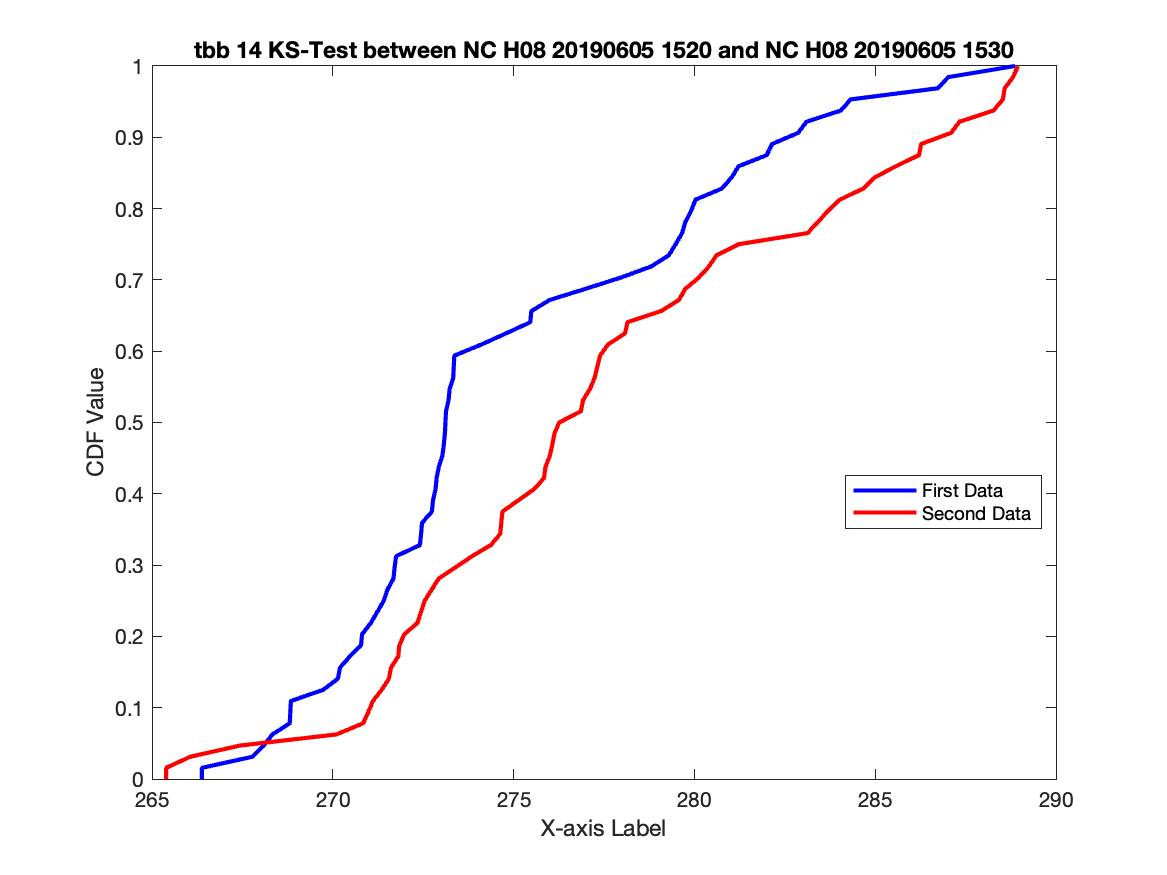 tbb 14 KS-Test between NC H08 20190605 1520 and NC H08 20190605 1530
1
0.9
0.8
0.7
0.6
0.5
0.4
0.3
0.2
0.1
0
CDF Value
First Data
Second Data
265 270 275 280 285 290
X-axis Label